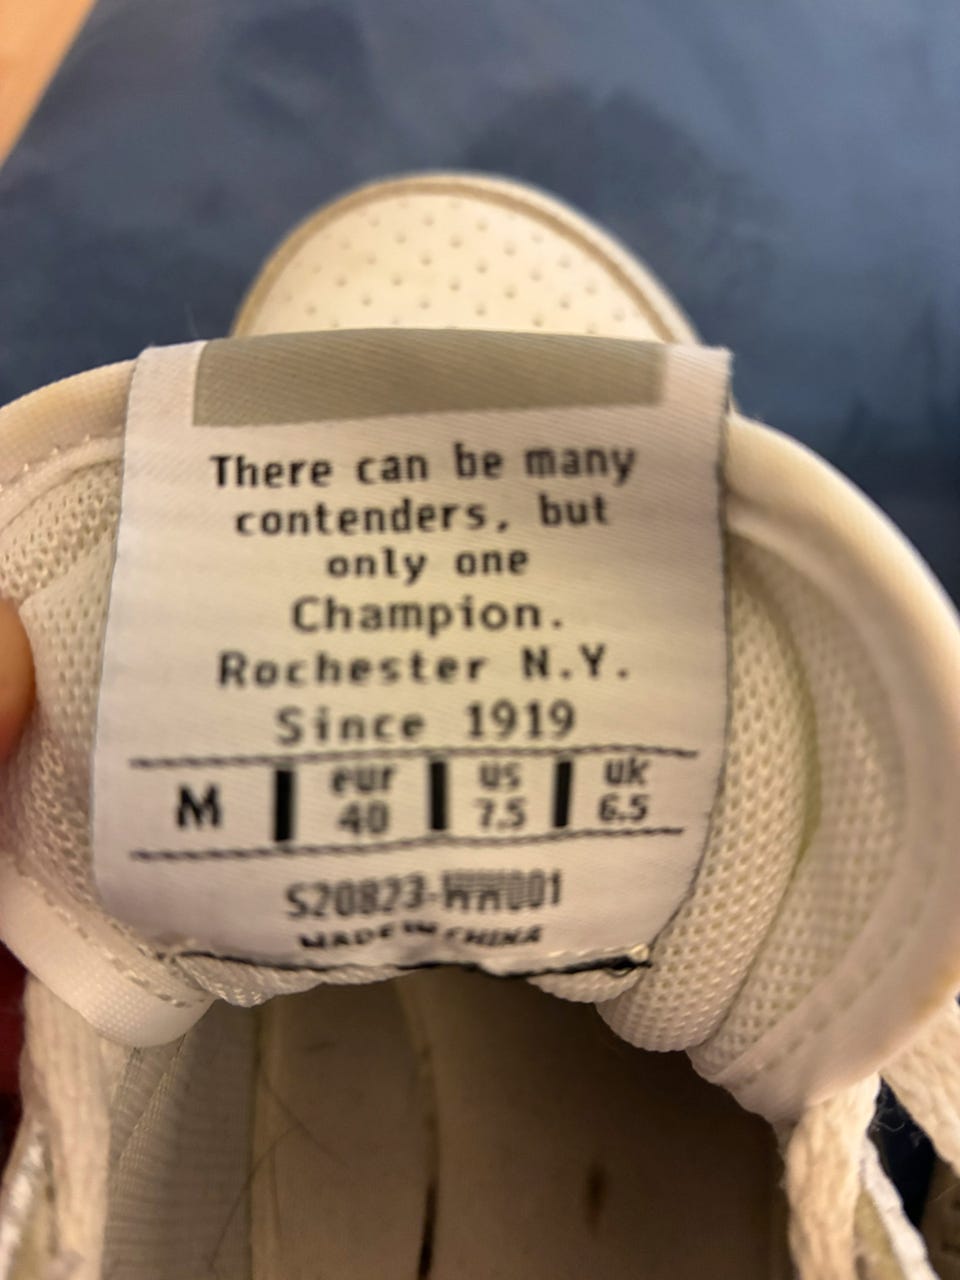 There can be many
contenders, but
only one
Champion.
Rochester N.Y.
Since 1919
M eur us uk
40 7.5 6.5
S20823-WW001
MADE IN CHINA